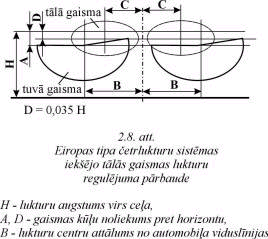 tālā gaisma
C
C
D
H
A
tuvā gaisma
B
B
D = 0,035 H
2.8. att.
Eiropas tipa četrlukturu sistēmas
iekšējo tālās gaismas lukturu
regulējuma pārbaude
H - lukturu augstums virs ceļa,
A, D - gaismas kūļu noliekums pret horizontu,
B - lukturu centru attālums no automobiļa viduslīnijas